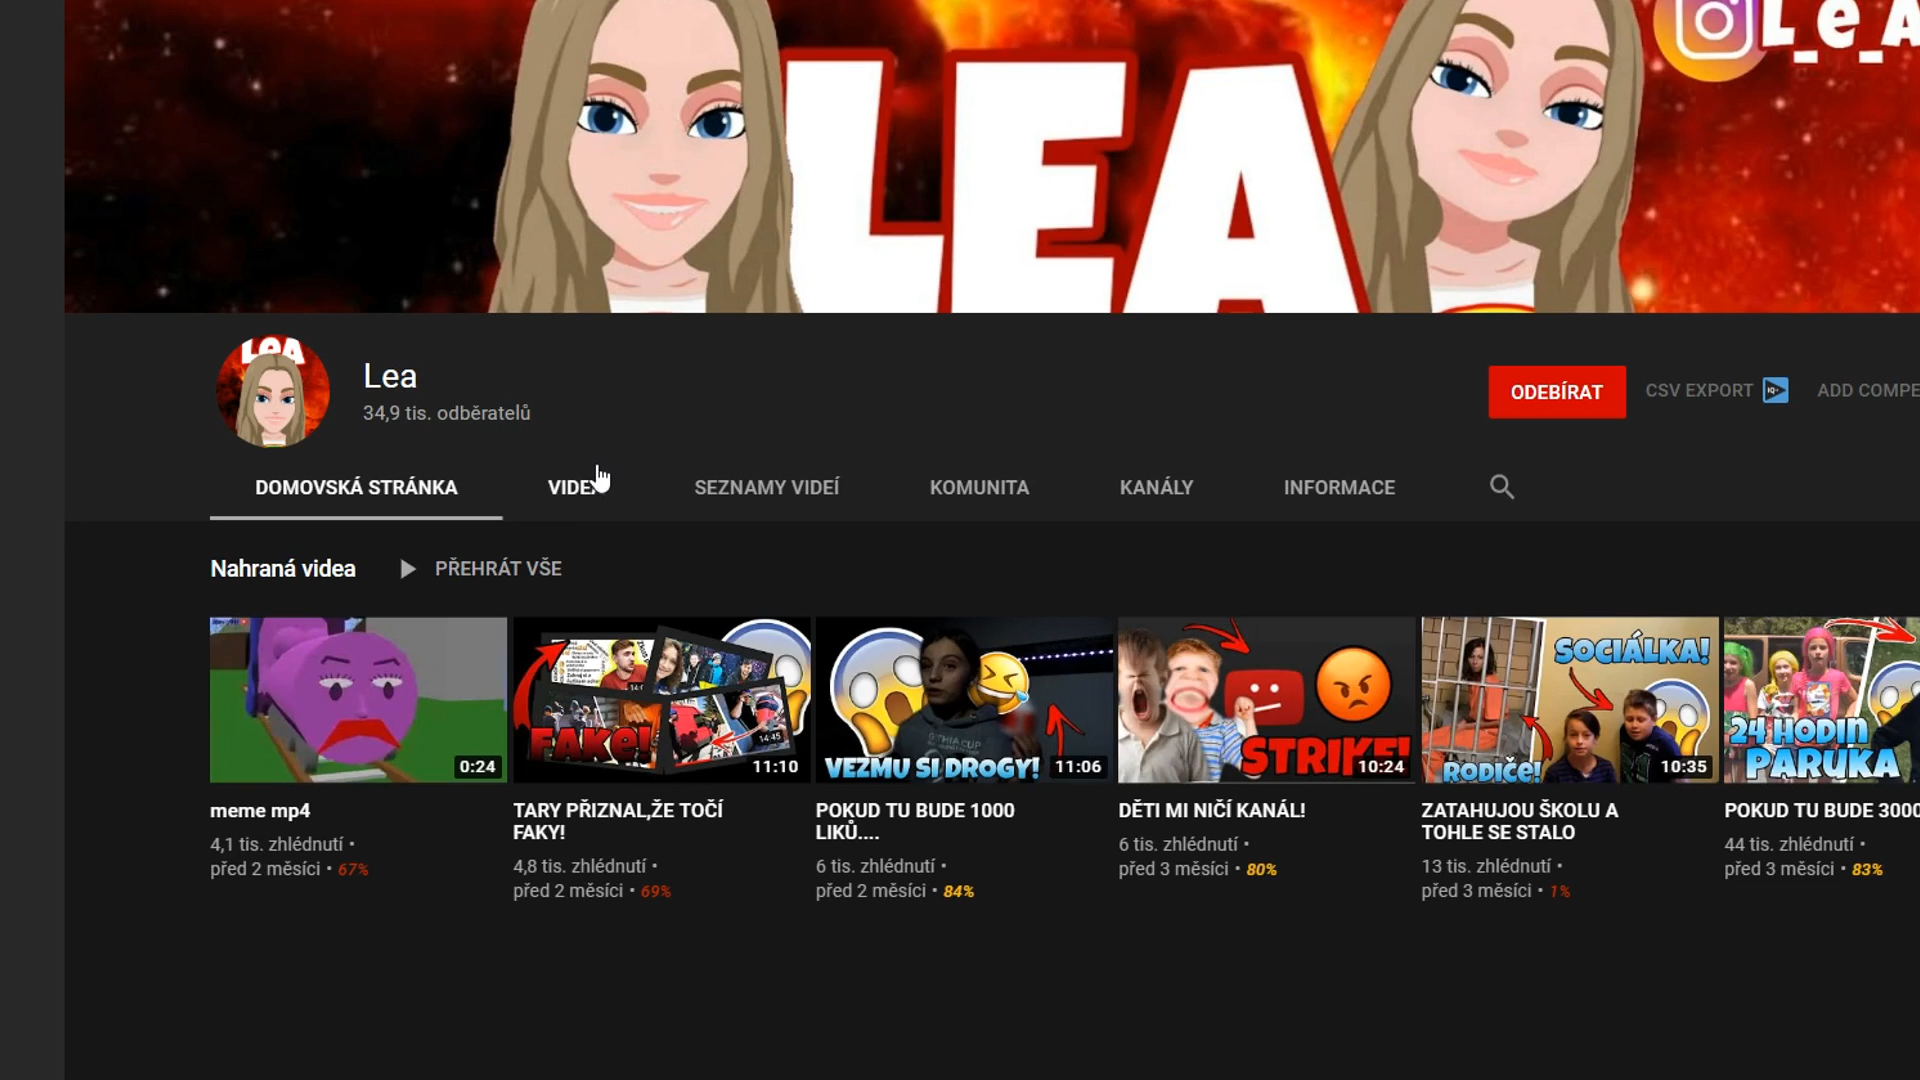 LEA
L_e_A
LeA
Lea
34,9 tis. odběratelů
ODEBÍRAT
CSV EXPORT
DOMOVSKÁ STRÁNKA
SEZNAMY VIDEÍ
KOMUNITA
KANÁLY
INFORMACE
Nahraná videa
PŘEHRÁT VŠE
0:24
FAKE!
14:45
11:10
VEZMU SI DROGY!
11:06
STRIKE!
10:24
SOCIÁLKA!
RODIČE!
10:35
24 HODIN
PARUKA
meme mp4
4,1 tis. zhlédnutí •
před 2 měsíci • 67%
TARY PŘIZNAL,ŽE TOČÍ
FAKY!
4,8 tis. zhlédnutí •
před 2 měsíci • 69%
POKUD TU BUDE 1000
LIKŮ....
6 tis. zhlédnutí •
před 2 měsíci • 84%
DĚTI MI NIČÍ KANÁL!
6 tis. zhlédnutí •
před 3 měsíci • 80%
ZATAHUJOU ŠKOLU A
TOHLE SE STALO
13 tis. zhlédnutí •
před 3 měsíci • 1%
POKUD TU BUDE 3000
44 tis. zhlédnutí •
před 3 měsíci • 83%